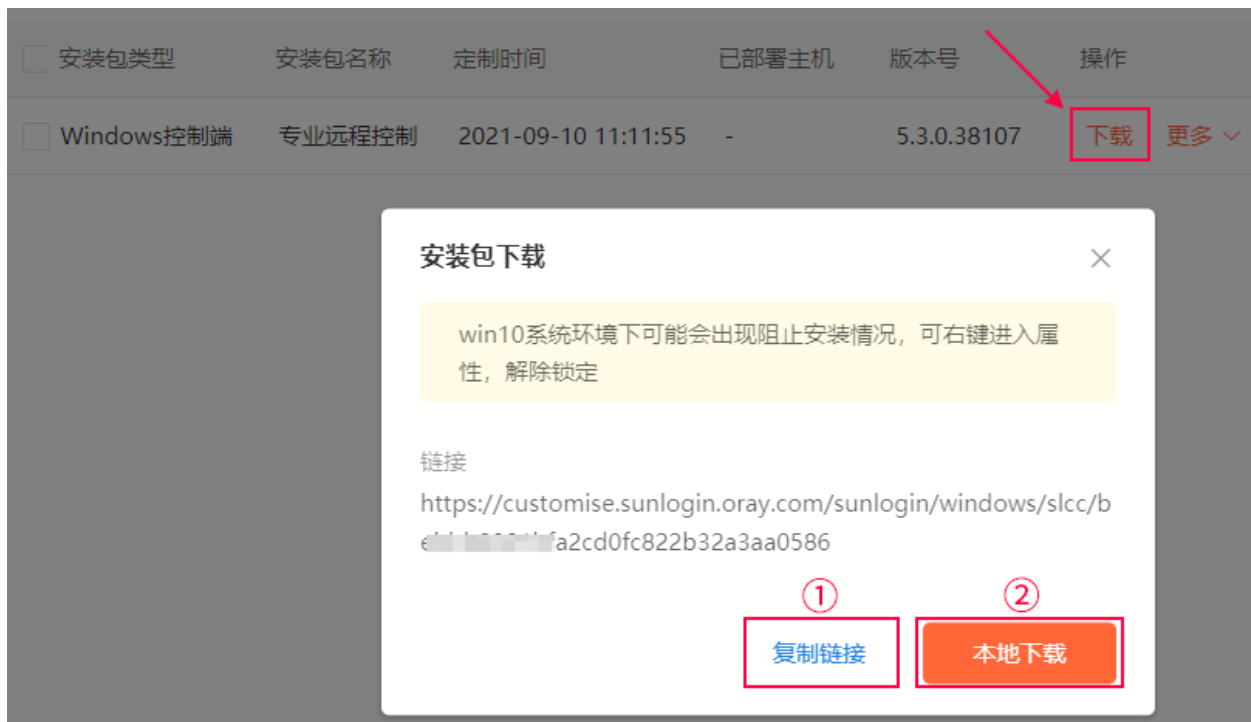 安装包类型 安装包名称 定制时间 已部署主机 版本号 操作
Windows控制端 专业远程控制 2021-09-10 11:11:55 - 5.3.0.38107 下载 更多
安装包下载
win10系统环境下可能会出现阻止安装情况，可右键进入属
性，解除锁定
链接
https://customise.sunlogin.oray.com/sunlogin/windows/slcc/b
fa2cd0fc822b32a3aa0586
① ②
复制链接 本地下载